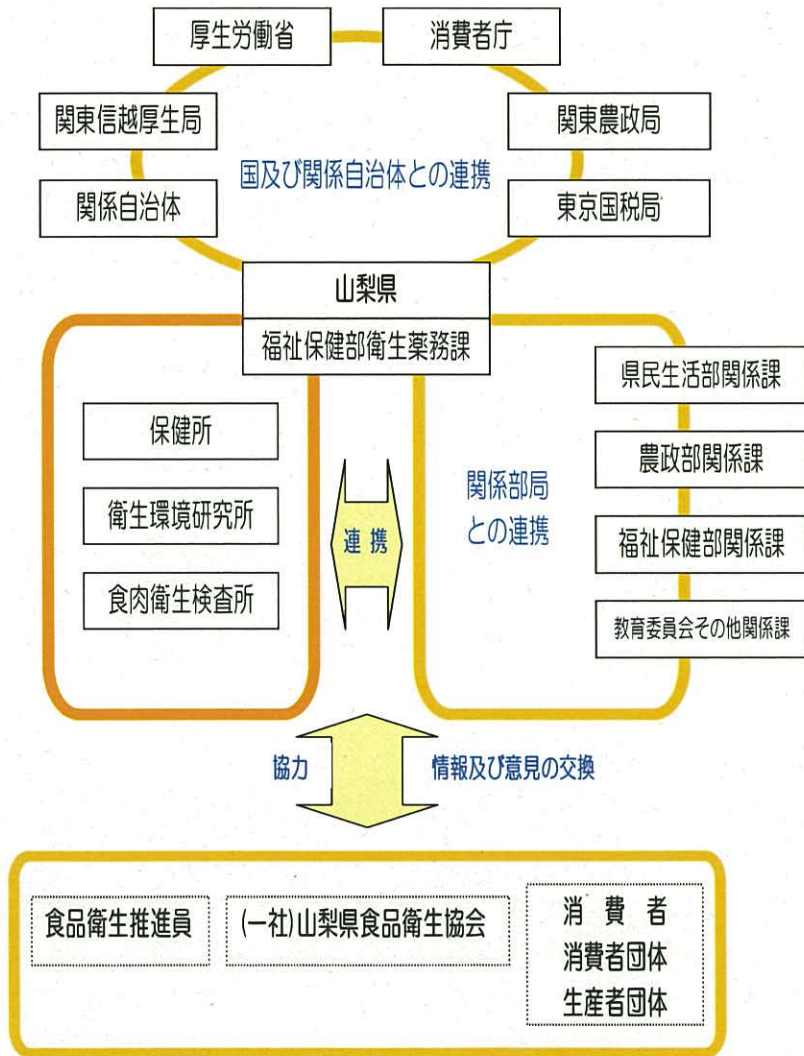 厚生労働省
消費者庁
関東信越厚生局
関東農政局
国及び関係自治体との連携
関係自治体
東京国税局
山梨県
福祉保健部衛生薬務課
保健所
衛生環境研究所
食肉衛生検査所
連携
関係部局
との連携
県民生活部関係課
農政部関係課
福祉保健部関係課
教育委員会その他関係課
協力
情報及び意見の交換
食品衛生推進員
(一社)山梨県食品衛生協会
消費者
消費者団体
生産者団体